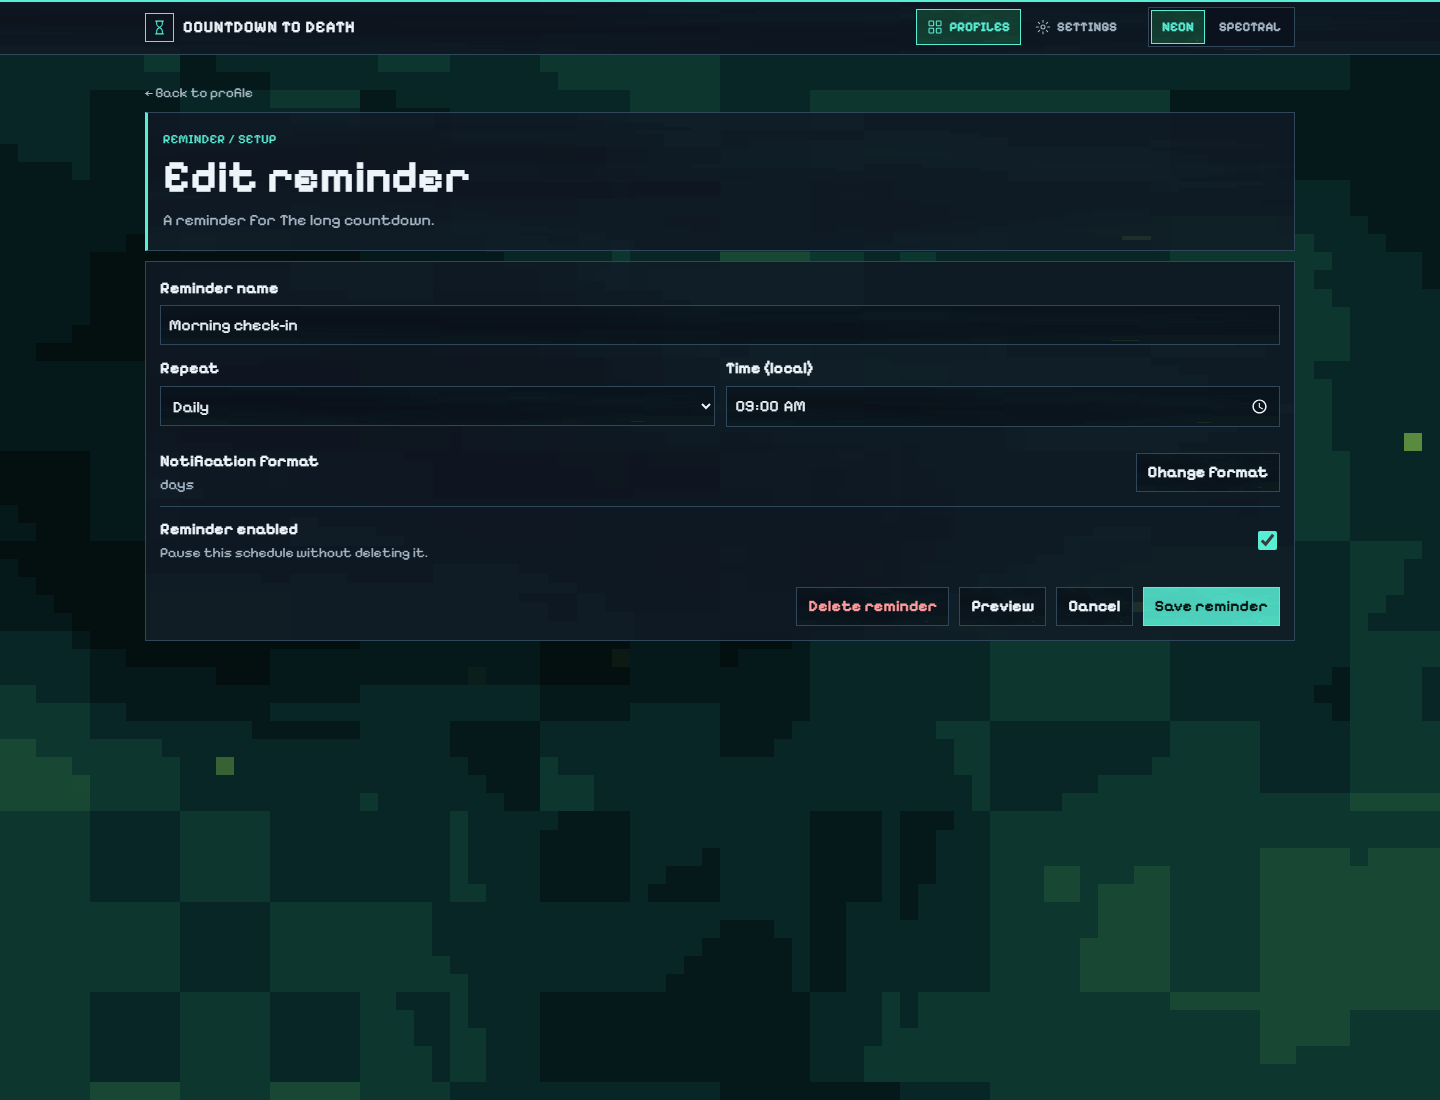 COUNTDOWN TO DEATH
PROFILES
SETTINGS
NEON
SPECTRAL
← Back to profile
REMINDER / SETUP
Edit reminder
A reminder for The long countdown.
Reminder name
Morning check-in
Repeat
Time (local)
Daily
09:00 AM
Notification format
days
Change format
Reminder enabled
Pause this schedule without deleting it.
Delete reminder
Preview
Cancel
Save reminder